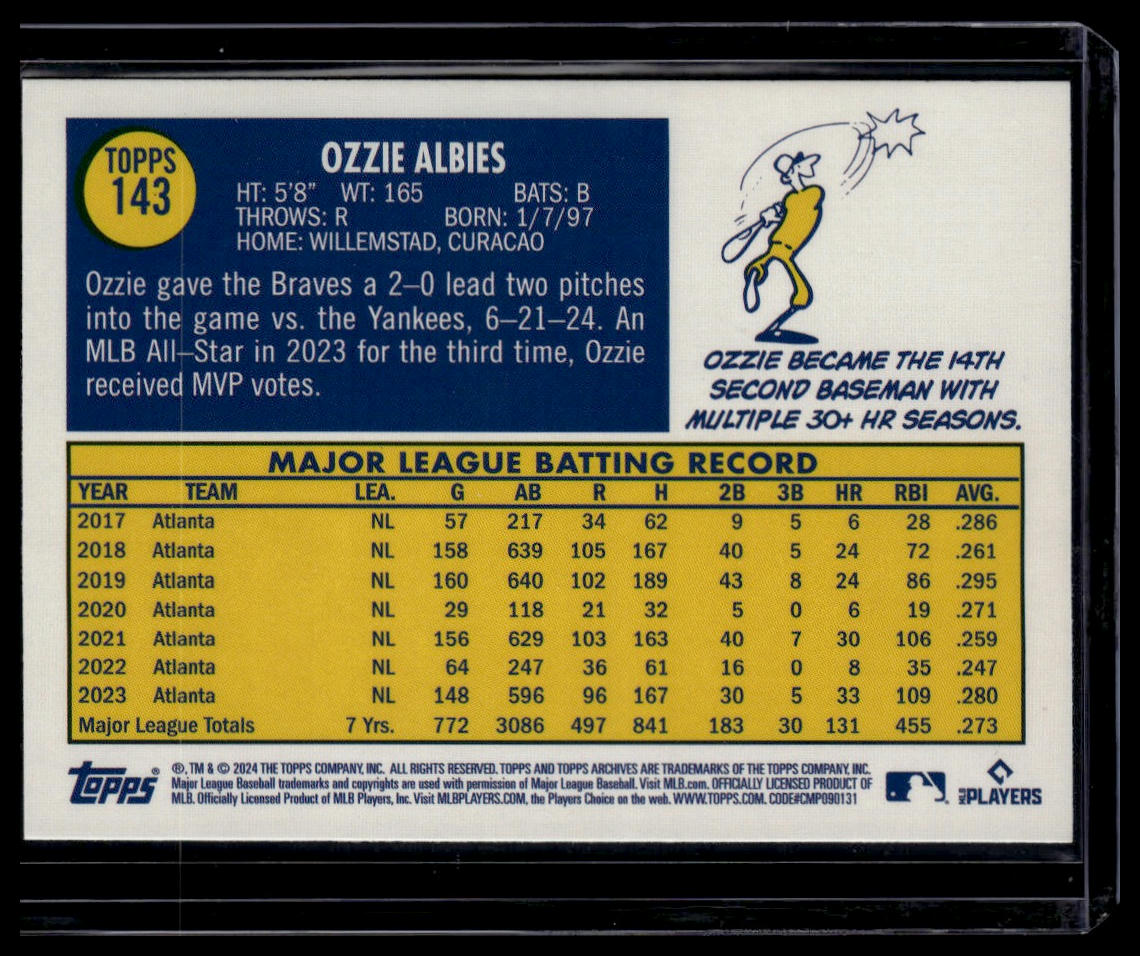 TOPPS
143
OZZIE ALBIES
HT: 5'8" WT: 165 BATS: B
THROWS: R BORN: 1/7/97
HOME: WILLEMSTAD, CURACAO
Ozzie gave the Braves a 2–0 lead two pitches
into the game vs. the Yankees, 6–21–24. An
MLB All–Star in 2023 for the third time, Ozzie
received MVP votes.
OZZIE BECAME THE 14TH
SECOND BASEMAN WITH
MULTIPLE 30+ HR SEASONS.
MAJOR LEAGUE BATTING RECORD
YEAR TEAM LEA. G AB R H 2B 3B HR RBI AVG.
2017 Atlanta NL 57 217 34 62 9 5 6 28 .286
2018 Atlanta NL 158 639 105 167 40 5 24 72 .261
2019 Atlanta NL 160 640 102 189 43 8 24 86 .295
2020 Atlanta NL 29 118 21 32 5 0 6 19 .271
2021 Atlanta NL 156 629 103 163 40 7 30 106 .259
2022 Atlanta NL 64 247 36 61 16 0 8 35 .247
2023 Atlanta NL 148 596 96 167 30 5 33 109 .280
Major League Totals 7 Yrs. 772 3086 497 841 183 30 131 455 .273
topps®
®, TM & © 2024 THE TOPPS COMPANY, INC. ALL RIGHTS RESERVED. TOPPS AND TOPPS ARCHIVES ARE TRADEMARKS OF THE TOPPS COMPANY, INC.
Major League Baseball trademarks and copyrights are used with permission of Major League Baseball. Visit MLB.com. OFFICIALLY LICENSED PRODUCT OF
MLB. Officially Licensed Product of MLB Players, Inc. Visit MLBPLAYERS.COM, the Players Choice on the web. WWW.TOPPS.COM. CODE#CMP090131
MLB PLAYERS